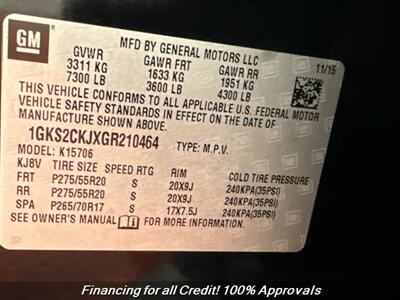 GM
MFD BY GENERAL MOTORS LLC
11/15
GVWR GAWR FRT GAWR RR
3311 KG 1633 KG 1951 KG
7300 LB 3600 LB 4300 LB
THIS VEHICLE CONFORMS TO ALL APPLICABLE U.S. FEDERAL MOTOR
VEHICLE SAFETY STANDARDS IN EFFECT ON THE DATE OF
MANUFACTURE SHOWN ABOVE.
1GKS2CKJXGR210464 TYPE: M.P.V.
MODEL: K15706
KJ8V TIRE SIZE SPEED RTG RIM COLD TIRE PRESSURE
FRT P275/55R20 S 20X9J 240KPA(35PSI)
RR P275/55R20 S 20X9J 240KPA(35PSI)
SPA P265/70R17 S 17X7.5J 240KPA(35PSI)
SEE OWNER'S MANUAL FOR MORE INFORMATION.
Financing for all Credit! 100% Approvals